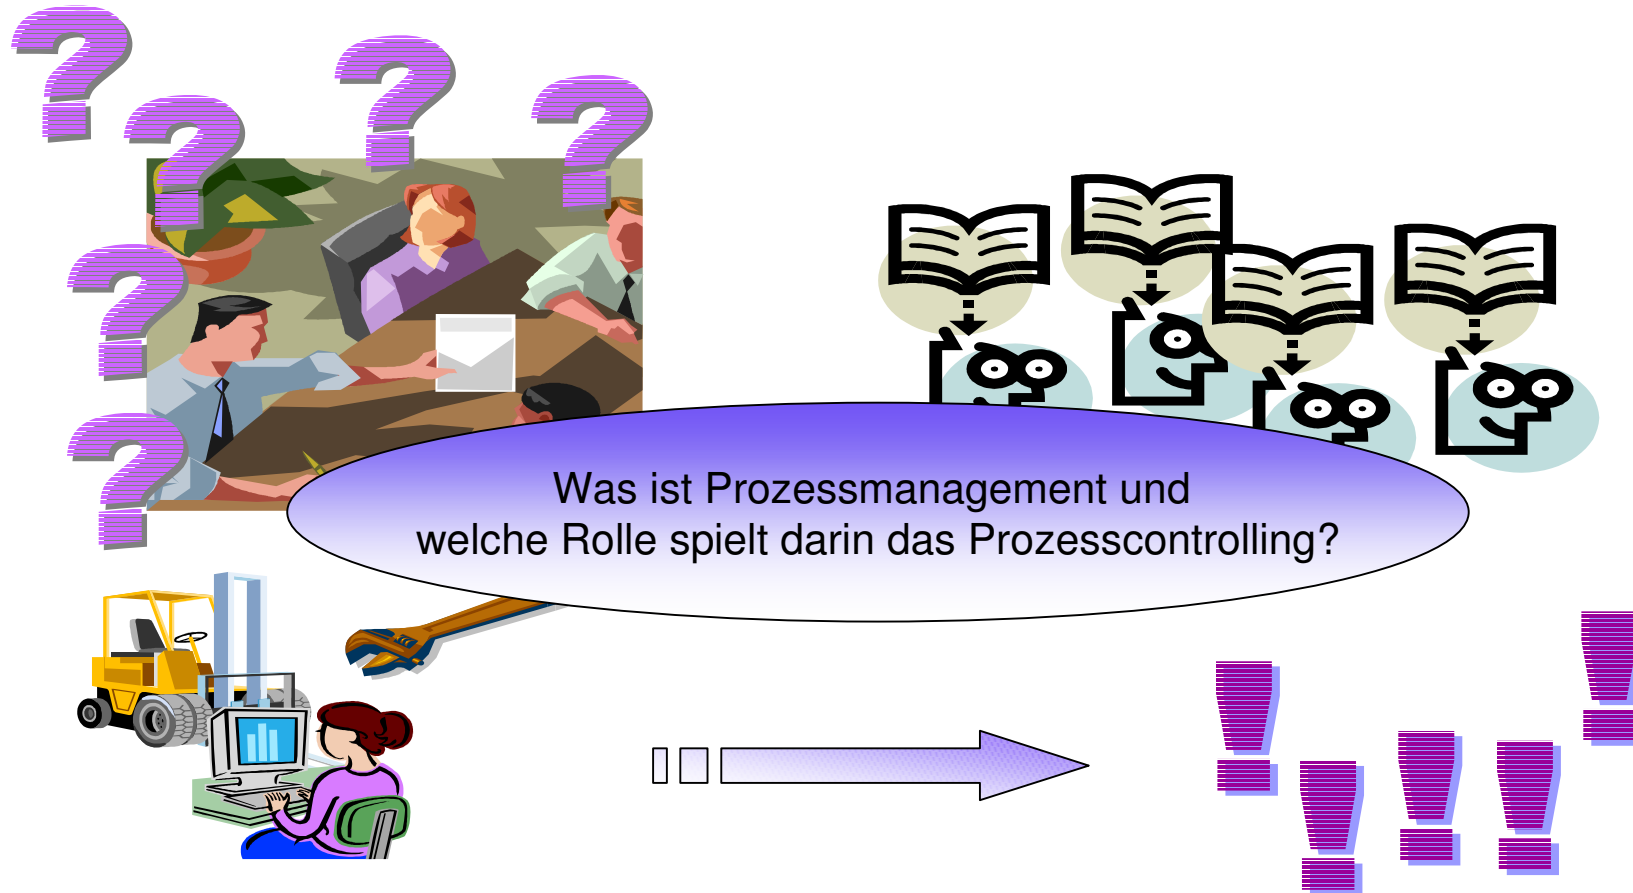 Was ist Prozessmanagement und
welche Rolle spielt darin das Prozesscontrolling?